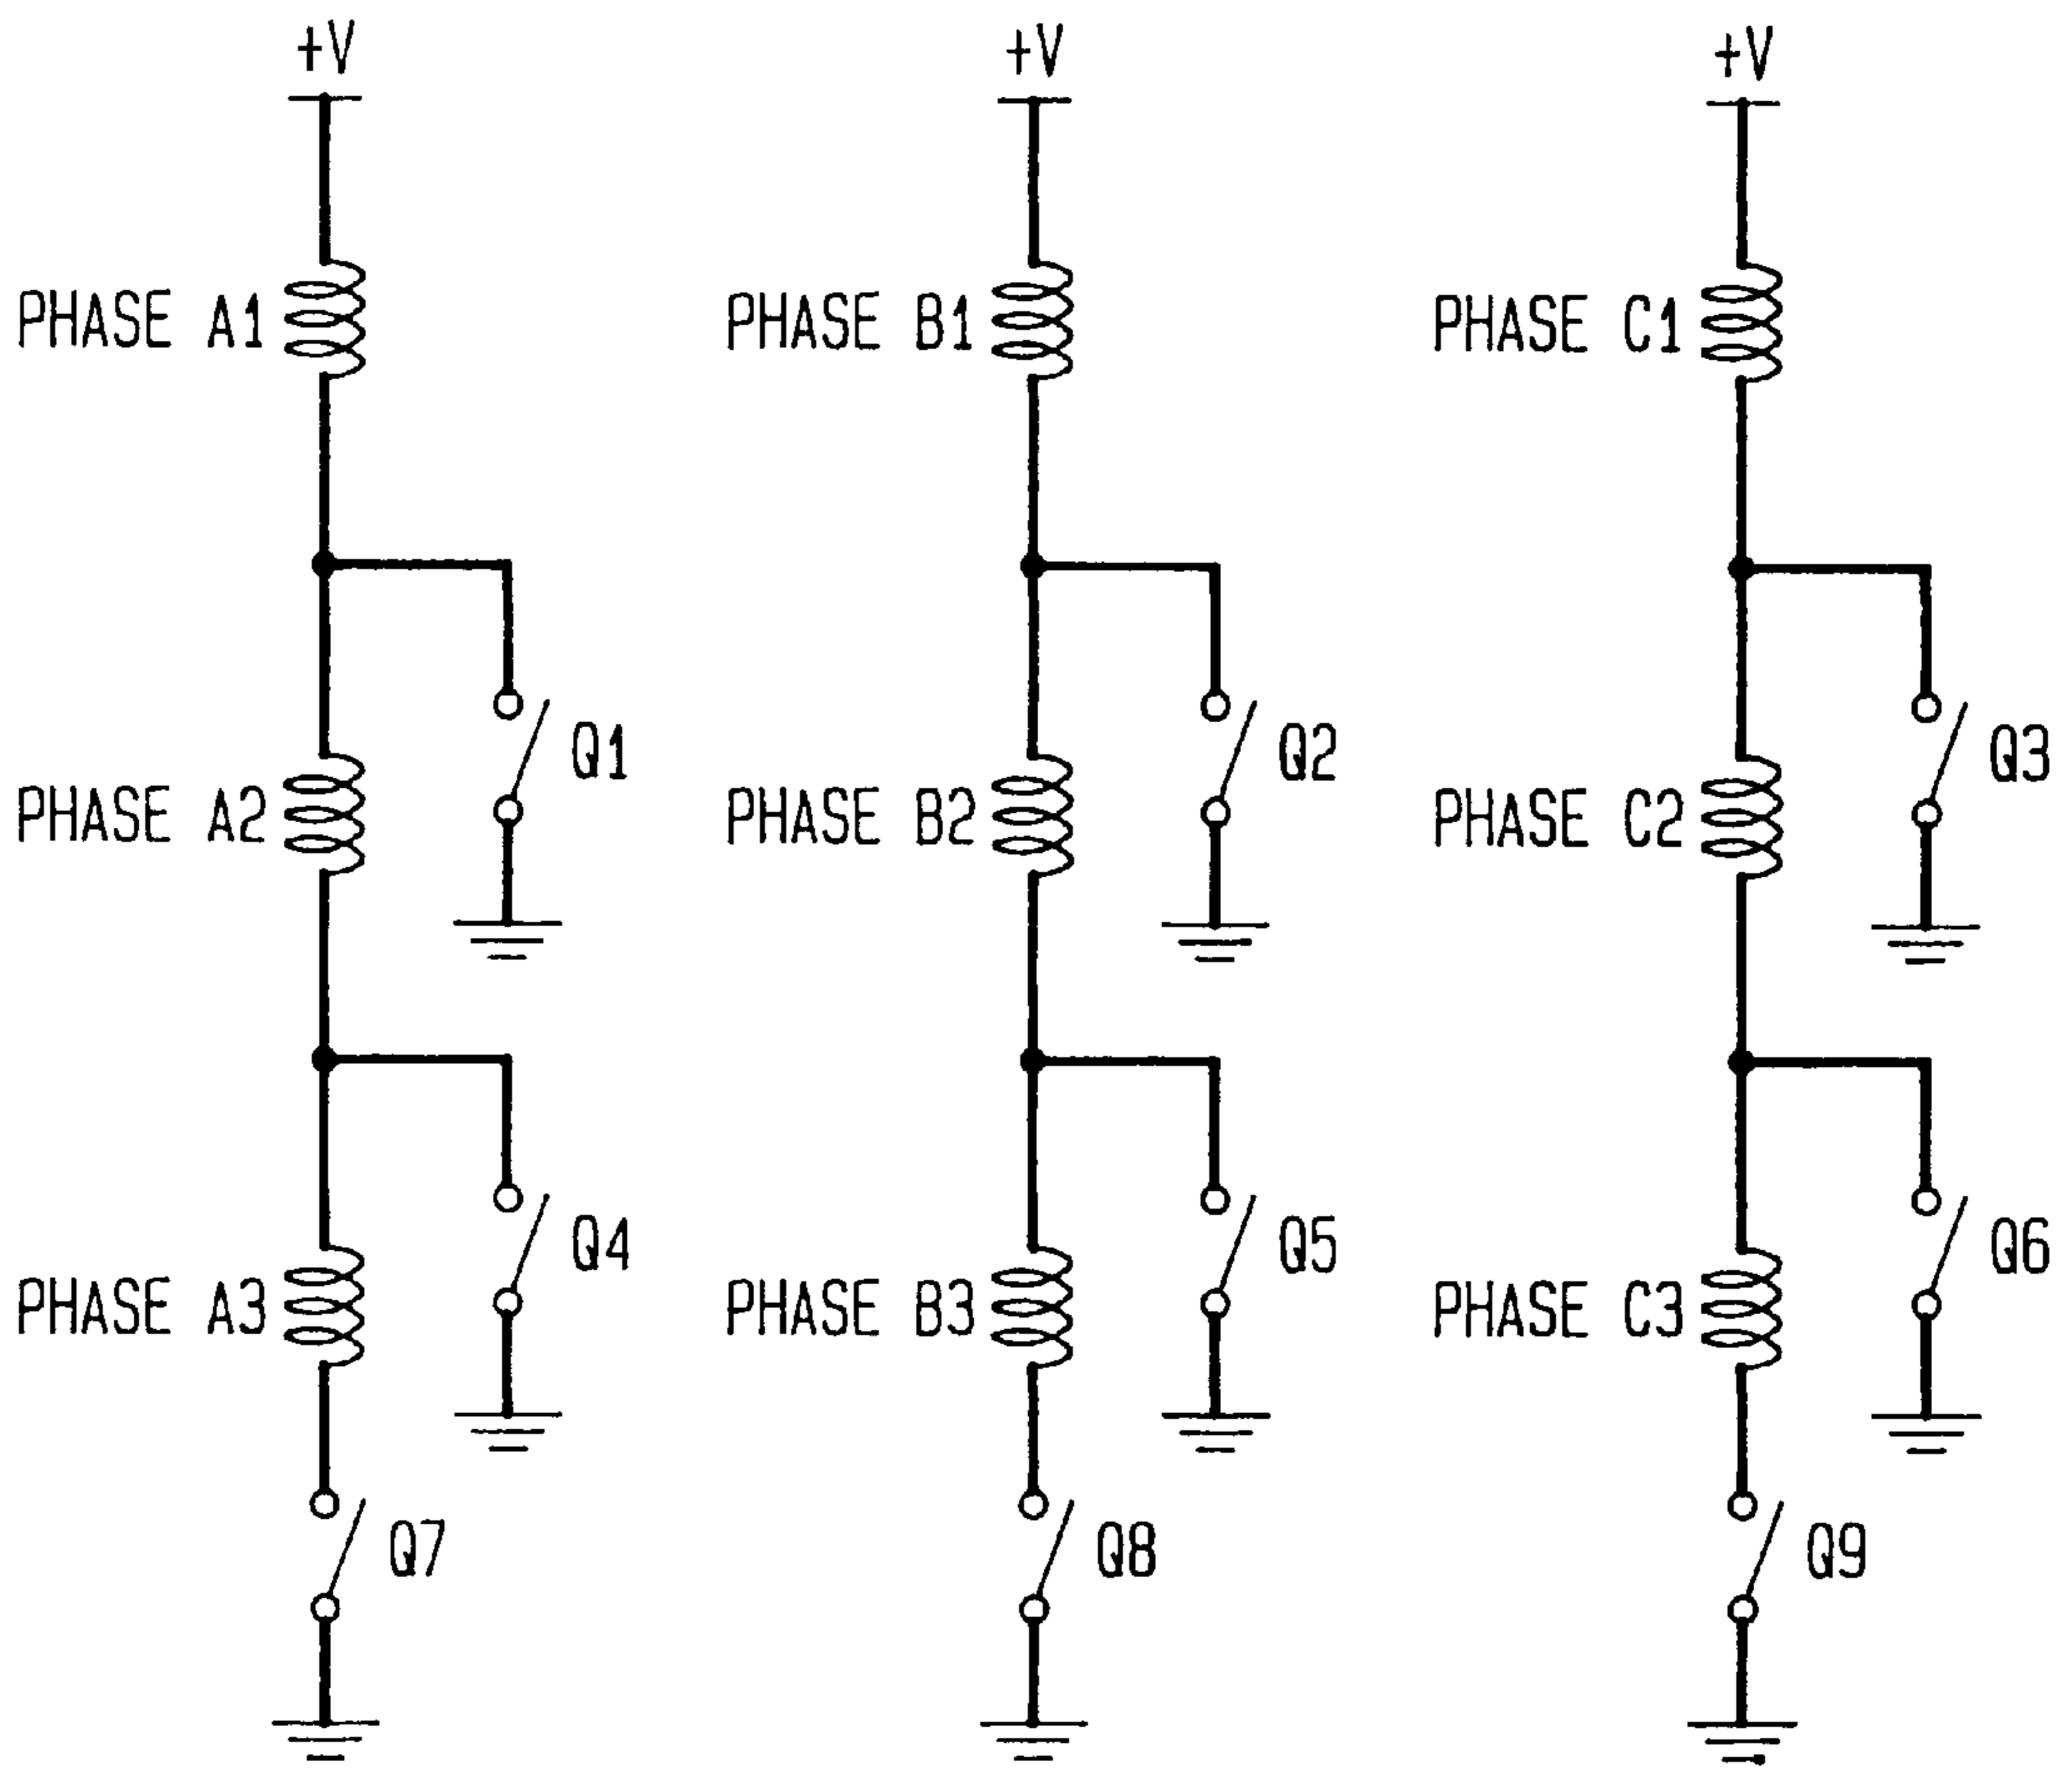 +V +V +V
PHASE A1 PHASE B1 PHASE C1
Q1 Q2 Q3
PHASE A2 PHASE B2 PHASE C2
Q4 Q5 Q6
PHASE A3 PHASE B3 PHASE C3
Q7 Q8 Q9